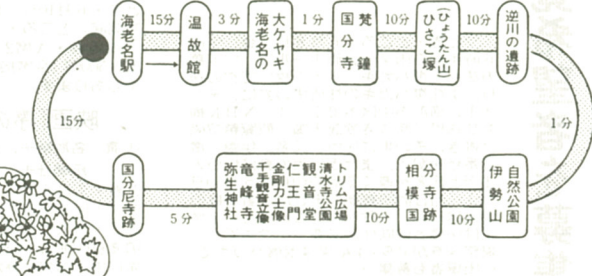 海老名駅
15分
温故館
3分
海老名の
大ケヤキ
1分
国分寺
梵鐘
10分
ひさご塚
(ひょうたん山)
10分
逆川の遺跡
1分
伊勢山
自然公園
10分
相模国
分寺跡
10分
トリム広場
清水寺公園
観音堂
仁王門
金剛力士像
千手観音立像
竜峰寺
弥生神社
5分
国分尼寺跡
15分